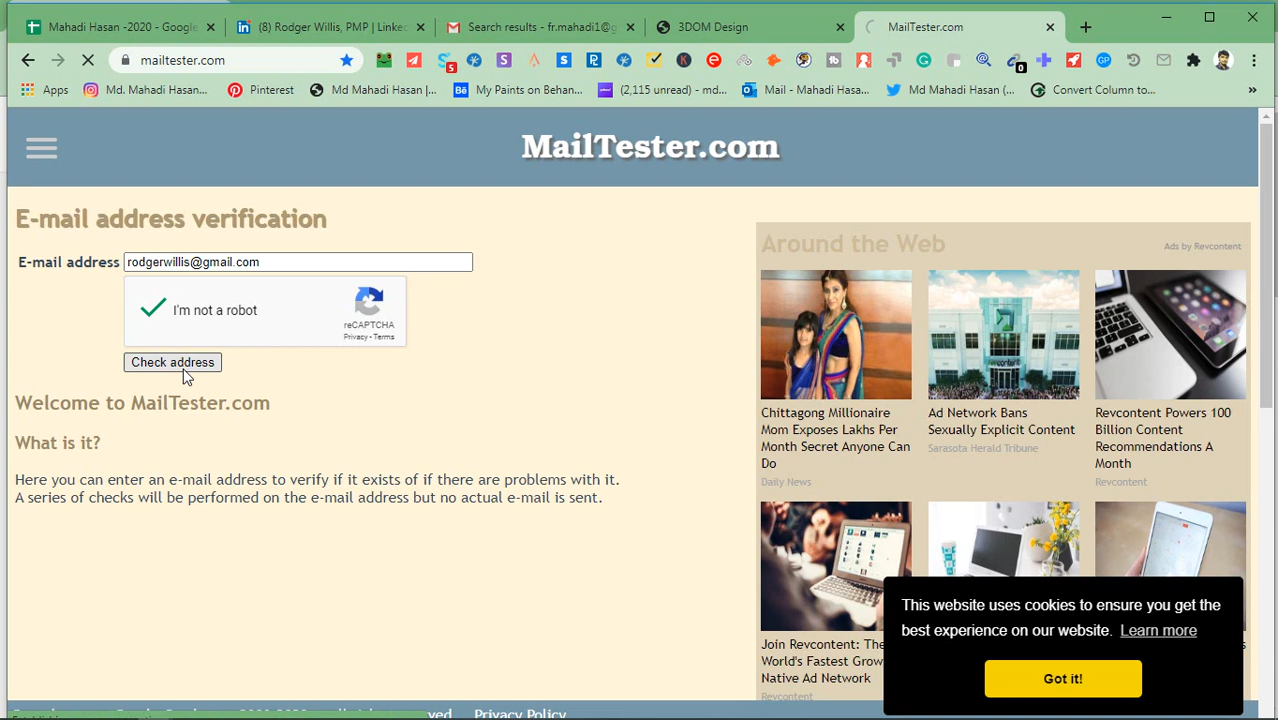 Mahadi Hasan -2020 - Google
(8) Rodger Willis, PMP | Linke
Search results - fr.mahadi1@g
3DOM Design
MailTester.com
mailtester.com
5
0
GP
Apps
Md. Mahadi Hasan...
Pinterest
Md Mahadi Hasan |...
My Paints on Behan...
(2,115 unread) - md...
Mail - Mahadi Hasa...
Md Mahadi Hasan (...
Convert Column to...
MailTester.com
E-mail address verification
E-mail address rodgerwillis@gmail.com
I'm not a robot
reCAPTCHA
Privacy - Terms
Check address
Welcome to MailTester.com
What is it?
Here you can enter an e-mail address to verify if it exists of if there are problems with it.
A series of checks will be performed on the e-mail address but no actual e-mail is sent.
Around the Web
Ads by Revcontent
Chittagong Millionaire
Mom Exposes Lakhs Per
Month Secret Anyone Can
Do
Daily News
Ad Network Bans
Sexually Explicit Content
Sarasota Herald Tribune
Revcontent Powers 100
Billion Content
Recommendations A
Month
Revcontent
Join Revcontent: The
World's Fastest Grow
Native Ad Network
Revcontent
This website uses cookies to ensure you get the
best experience on our website. Learn more
Got it!
Privacy Policy